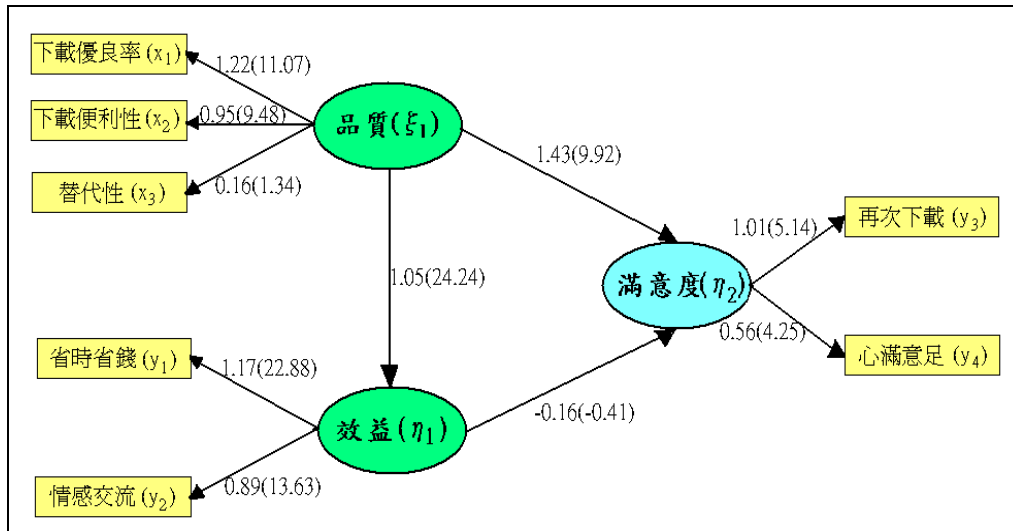 下載優良率 (x₁)
1.22(11.07)
品質(ξ₁)
下載便利性 (x₂)
0.95(9.48)
1.43(9.92)
替代性 (x₃)
0.16(1.34)
再次下載 (y₃)
1.01(5.14)
1.05(24.24)
滿意度(η₂)
0.56(4.25)
省時省錢 (y₁)
1.17(22.88)
心滿意足 (y₄)
-0.16(-0.41)
效益(η₁)
0.89(13.63)
情感交流 (y₂)